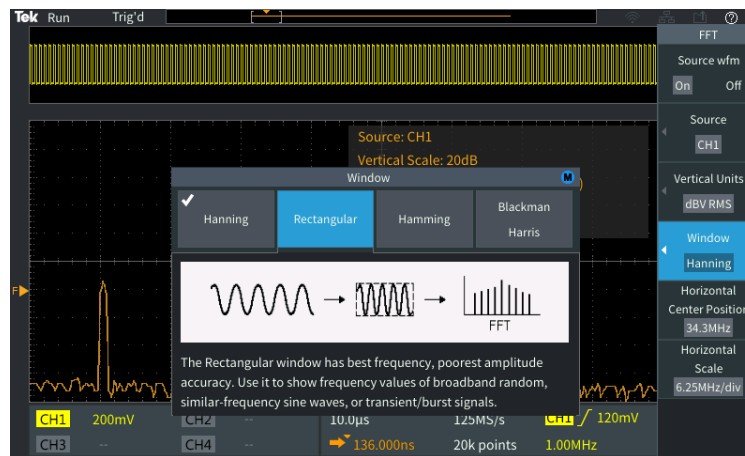 Tek Run Trig'd
FFT
Source wfm
On Off
Source
CH1
Vertical Units
dBV RMS
Window
Hanning
Horizontal
Center Position
34.3MHz
Horizontal
Scale
6.25MHz/div
Source: CH1
Vertical Scale: 20dB
Window
M
Hanning
Rectangular
Hamming
Blackman
Harris
FFT
The Rectangular window has best frequency, poorest amplitude
accuracy. Use it to show frequency values of broadband random,
similar-frequency sine waves, or transient/burst signals.
F
CH1 200mV CH2 -- 10.0µs 125MS/s CH1 120mV
CH3 -- CH4 -- 136.000ns 20k points 1.00MHz